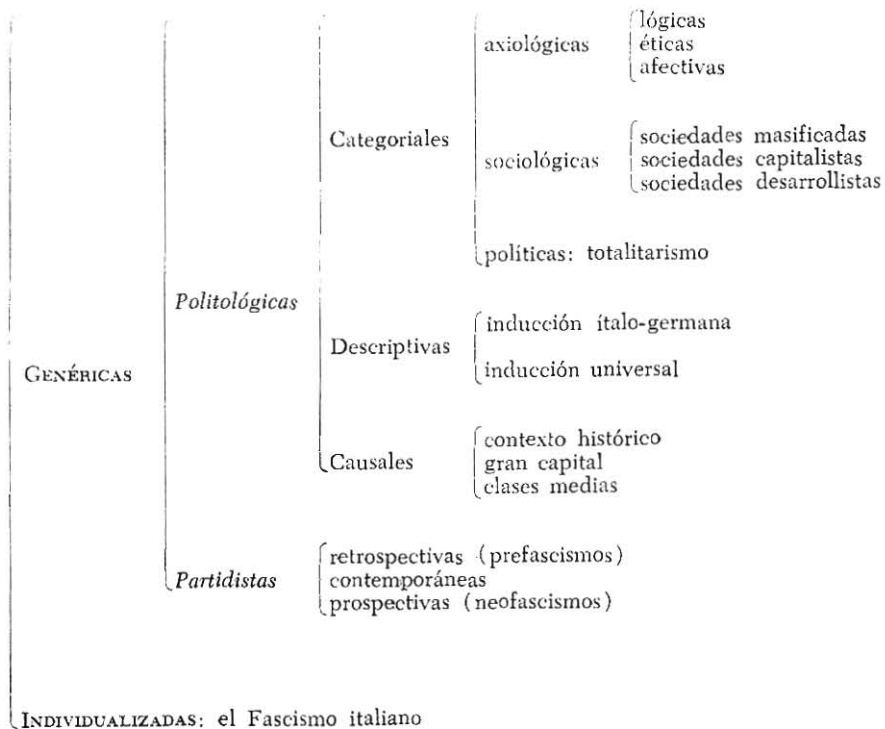 axiológicas
lógicas
éticas
afectivas
Categoriales
sociológicas
sociedades masificadas
sociedades capitalistas
sociedades desarrollistas
políticas: totalitarismo
Politológicas
Descriptivas
inducción ítalo-germana
inducción universal
GENÉRICAS
Causales
contexto histórico
gran capital
clases medias
Partidistas
retrospectivas (prefascismos)
contemporáneas
prospectivas (neofascismos)
INDIVIDUALIZADAS: el Fascismo italiano